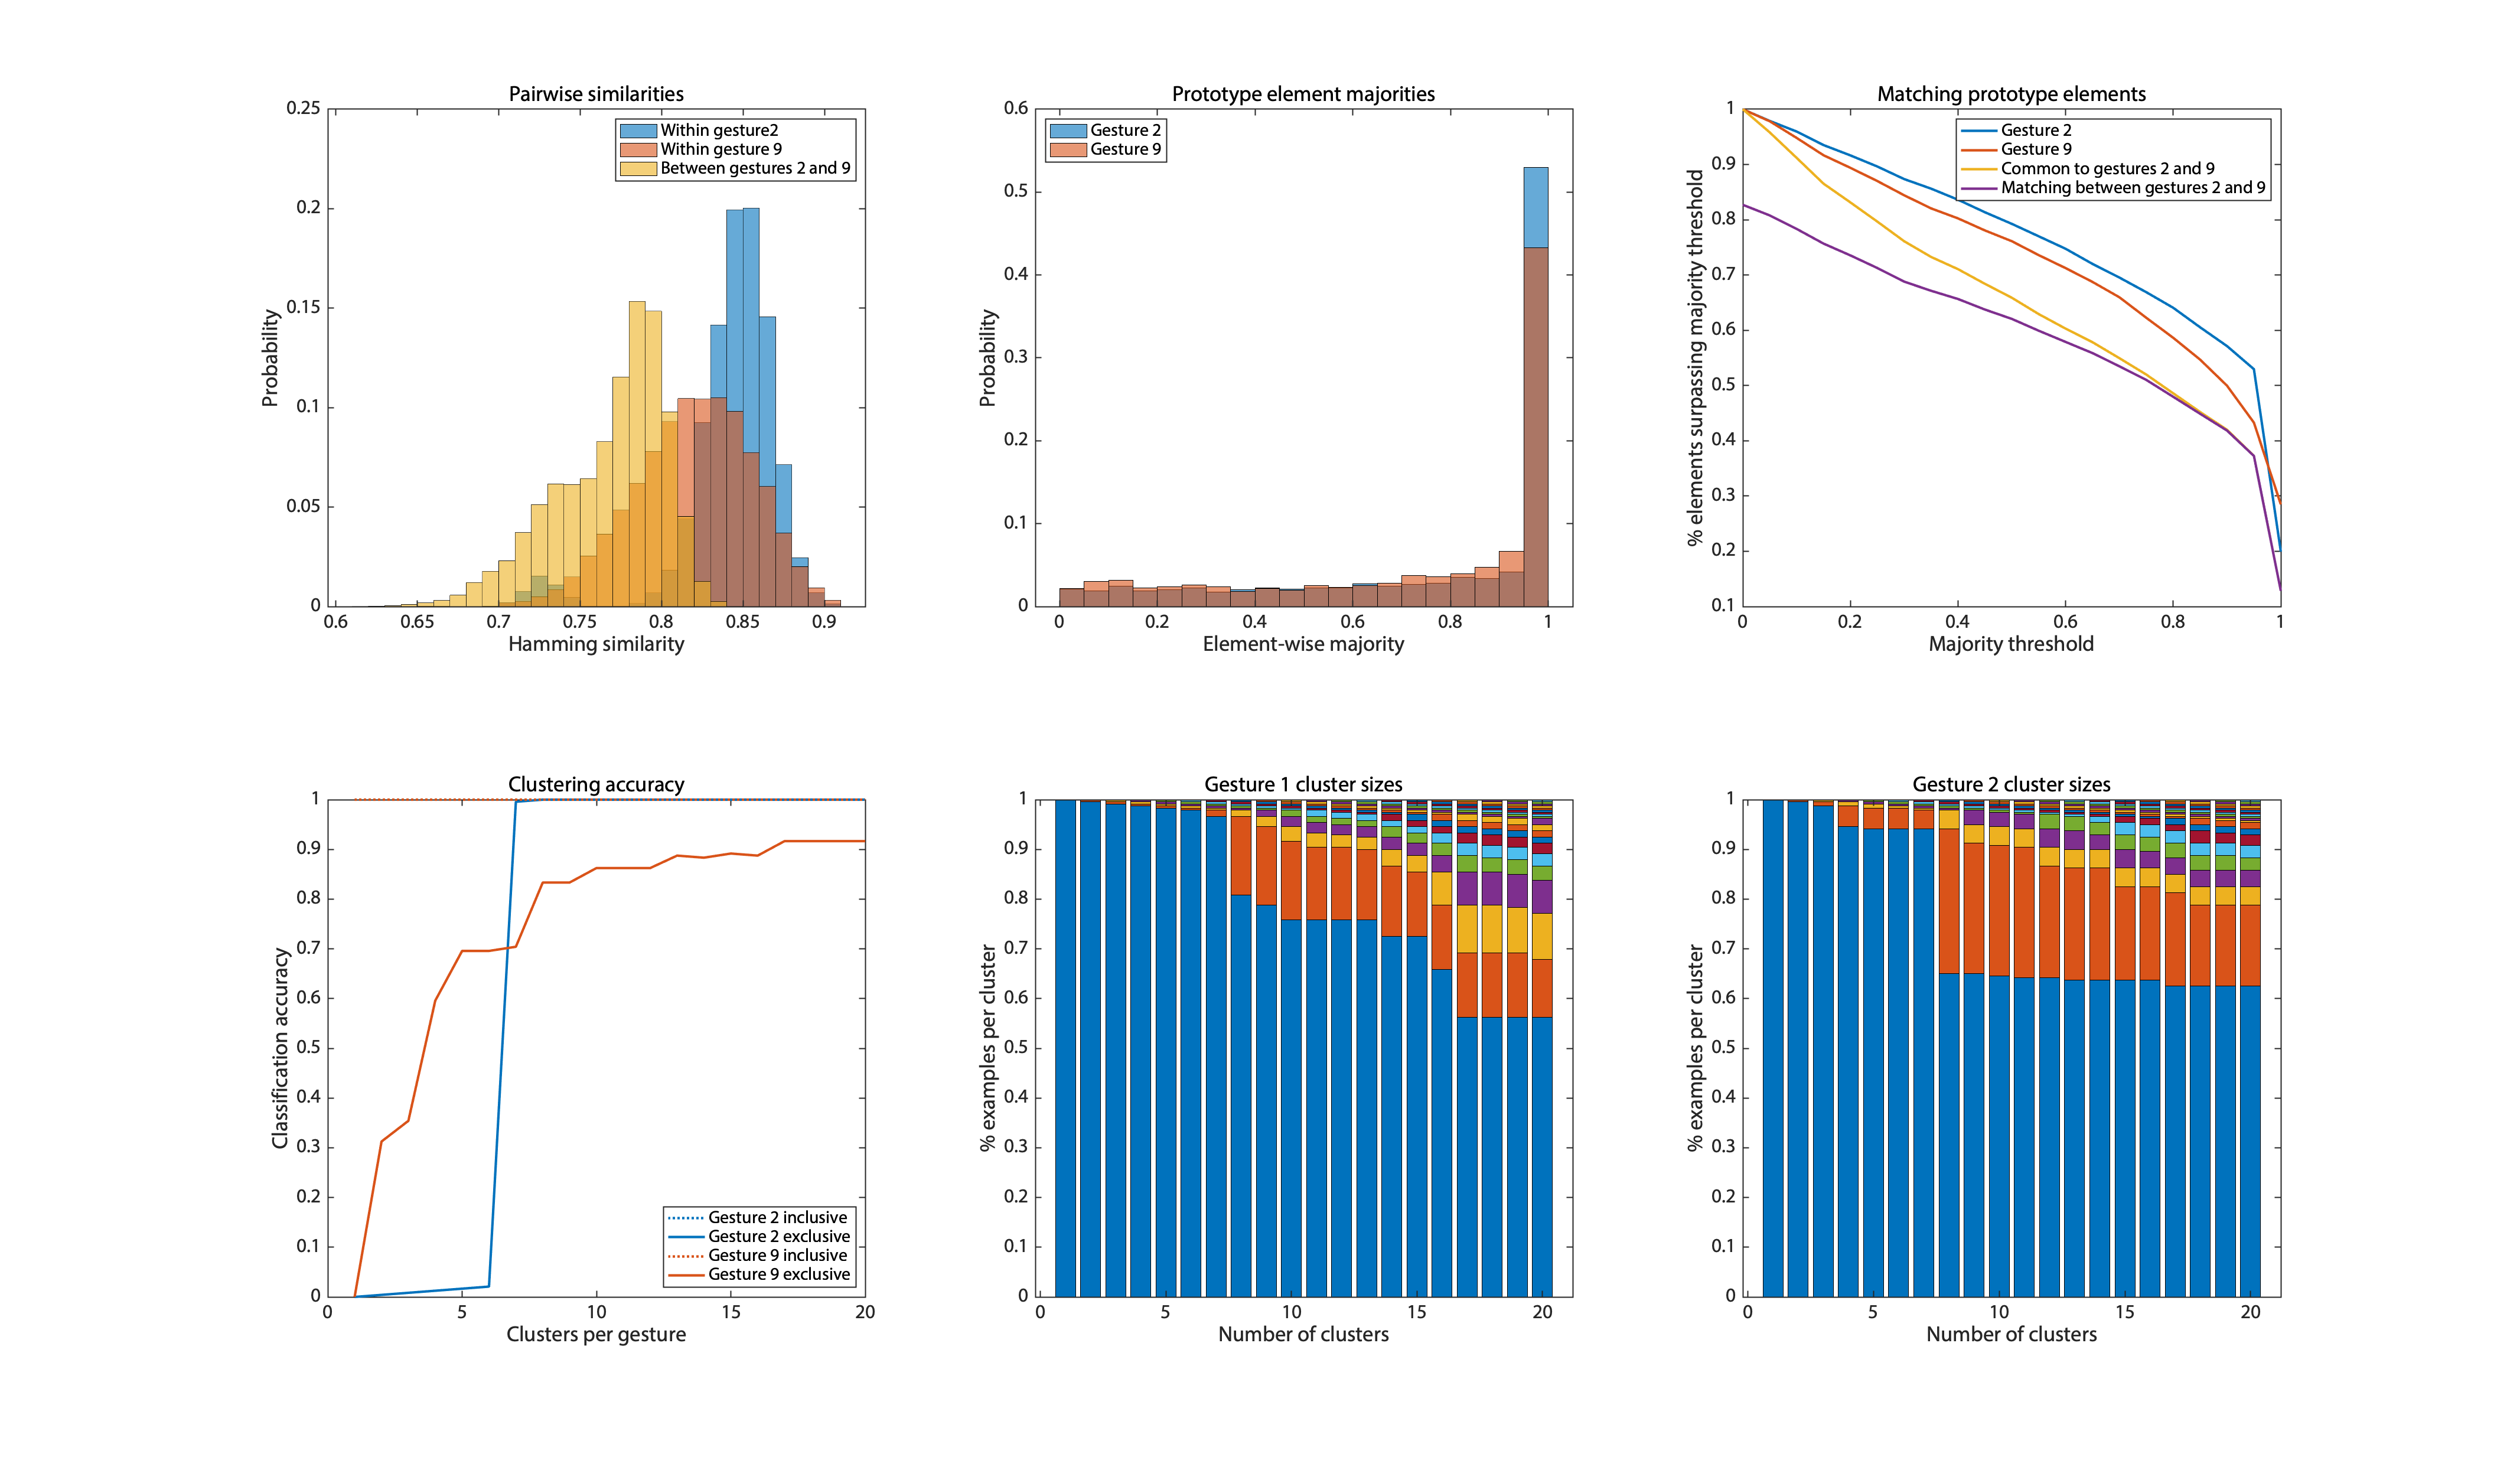 Pairwise similarities
0.25
0.2
0.15
0.1
0.05
0
Probability
Within gesture2
Within gesture 9
Between gestures 2 and 9
0.6 0.65 0.7 0.75 0.8 0.85 0.9
Hamming similarity
Prototype element majorities
0.6
0.5
0.4
0.3
0.2
0.1
0
Probability
Gesture 2
Gesture 9
0 0.2 0.4 0.6 0.8 1
Element-wise majority
Matching prototype elements
1
0.9
0.8
0.7
0.6
0.5
0.4
0.3
0.2
0.1
% elements surpassing majority threshold
Gesture 2
Gesture 9
Common to gestures 2 and 9
Matching between gestures 2 and 9
0 0.2 0.4 0.6 0.8 1
Majority threshold
Clustering accuracy
1
0.9
0.8
0.7
0.6
0.5
0.4
0.3
0.2
0.1
0
Classification accuracy
Gesture 2 inclusive
Gesture 2 exclusive
Gesture 9 inclusive
Gesture 9 exclusive
0 5 10 15 20
Clusters per gesture
Gesture 1 cluster sizes
1
0.9
0.8
0.7
0.6
0.5
0.4
0.3
0.2
0.1
0
% examples per cluster
0 5 10 15 20
Number of clusters
Gesture 2 cluster sizes
1
0.9
0.8
0.7
0.6
0.5
0.4
0.3
0.2
0.1
0
% examples per cluster
0 5 10 15 20
Number of clusters